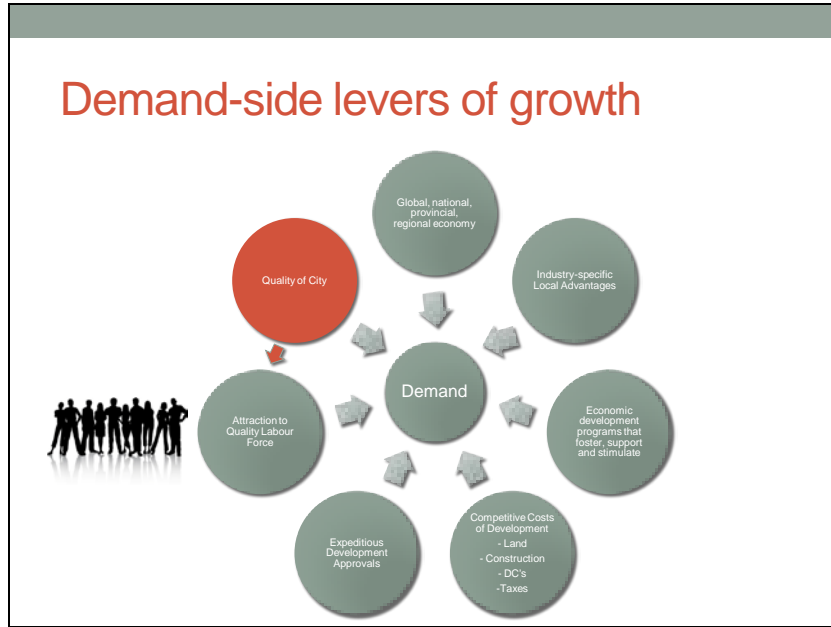 Demand-side levers of growth
Global, national,
provincial,
regional economy
Quality of City
Industry-specific
Local Advantages
Demand
Attraction to
Quality Labour
Force
Economic
development
programs that
foster, support
and stimulate
Expeditious
Development
Approvals
Competitive Costs
of Development
- Land
- Construction
- DC's
-Taxes